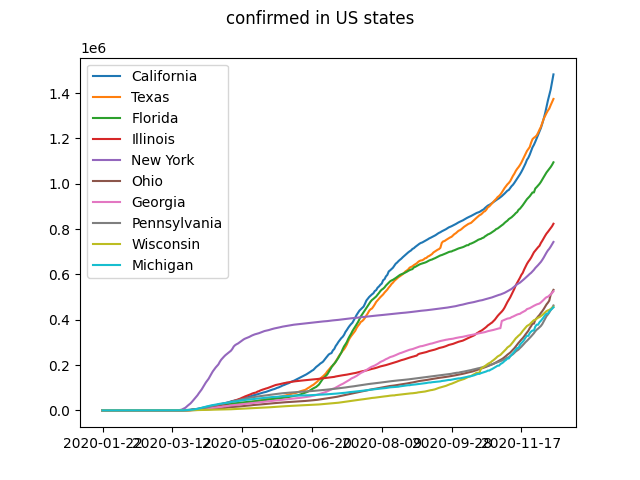 confirmed in US states
1e6
1.4
1.2
1.0
0.8
0.6
0.4
0.2
0.0
California
Texas
Florida
Illinois
New York
Ohio
Georgia
Pennsylvania
Wisconsin
Michigan
2020-01-22 2020-03-12 2020-05-01 2020-06-20 2020-08-09 2020-09-28 2020-11-17